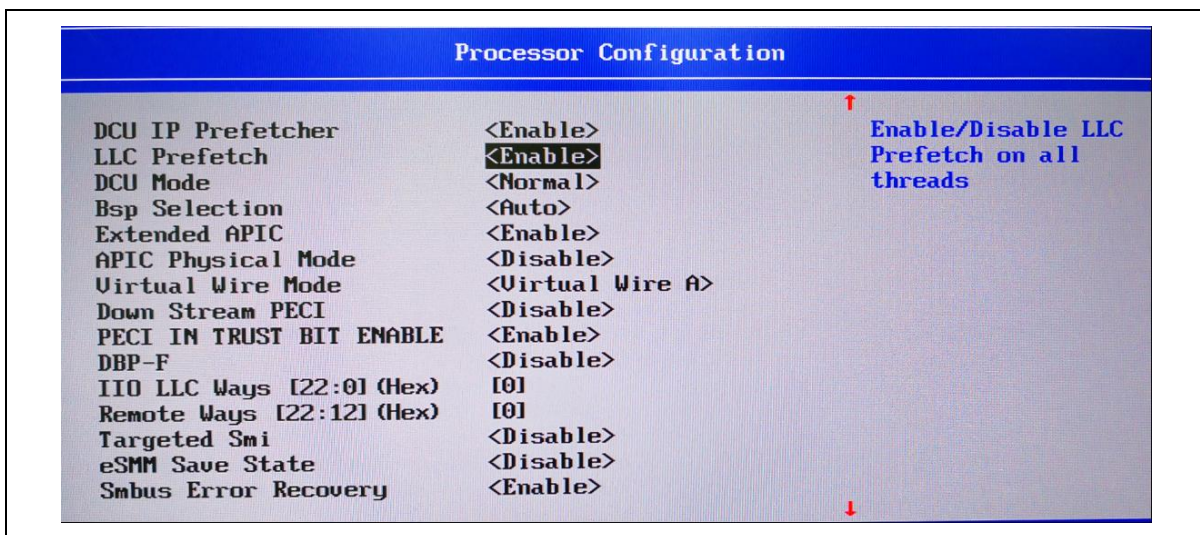 Processor Configuration
DCU IP Prefetcher <Enable>
LLC Prefetch <Enable>
DCU Mode <Normal>
Bsp Selection <Auto>
Extended APIC <Enable>
APIC Physical Mode <Disable>
Virtual Wire Mode <Virtual Wire A>
Down Stream PECI <Disable>
PECI IN TRUST BIT ENABLE <Enable>
DBP-F <Disable>
IIO LLC Ways [22:0](Hex) [0]
Remote Ways [22:12](Hex) [0]
Targeted Smi <Disable>
eSMM Save State <Disable>
Smbus Error Recovery <Enable>
Enable/Disable LLC
Prefetch on all
threads